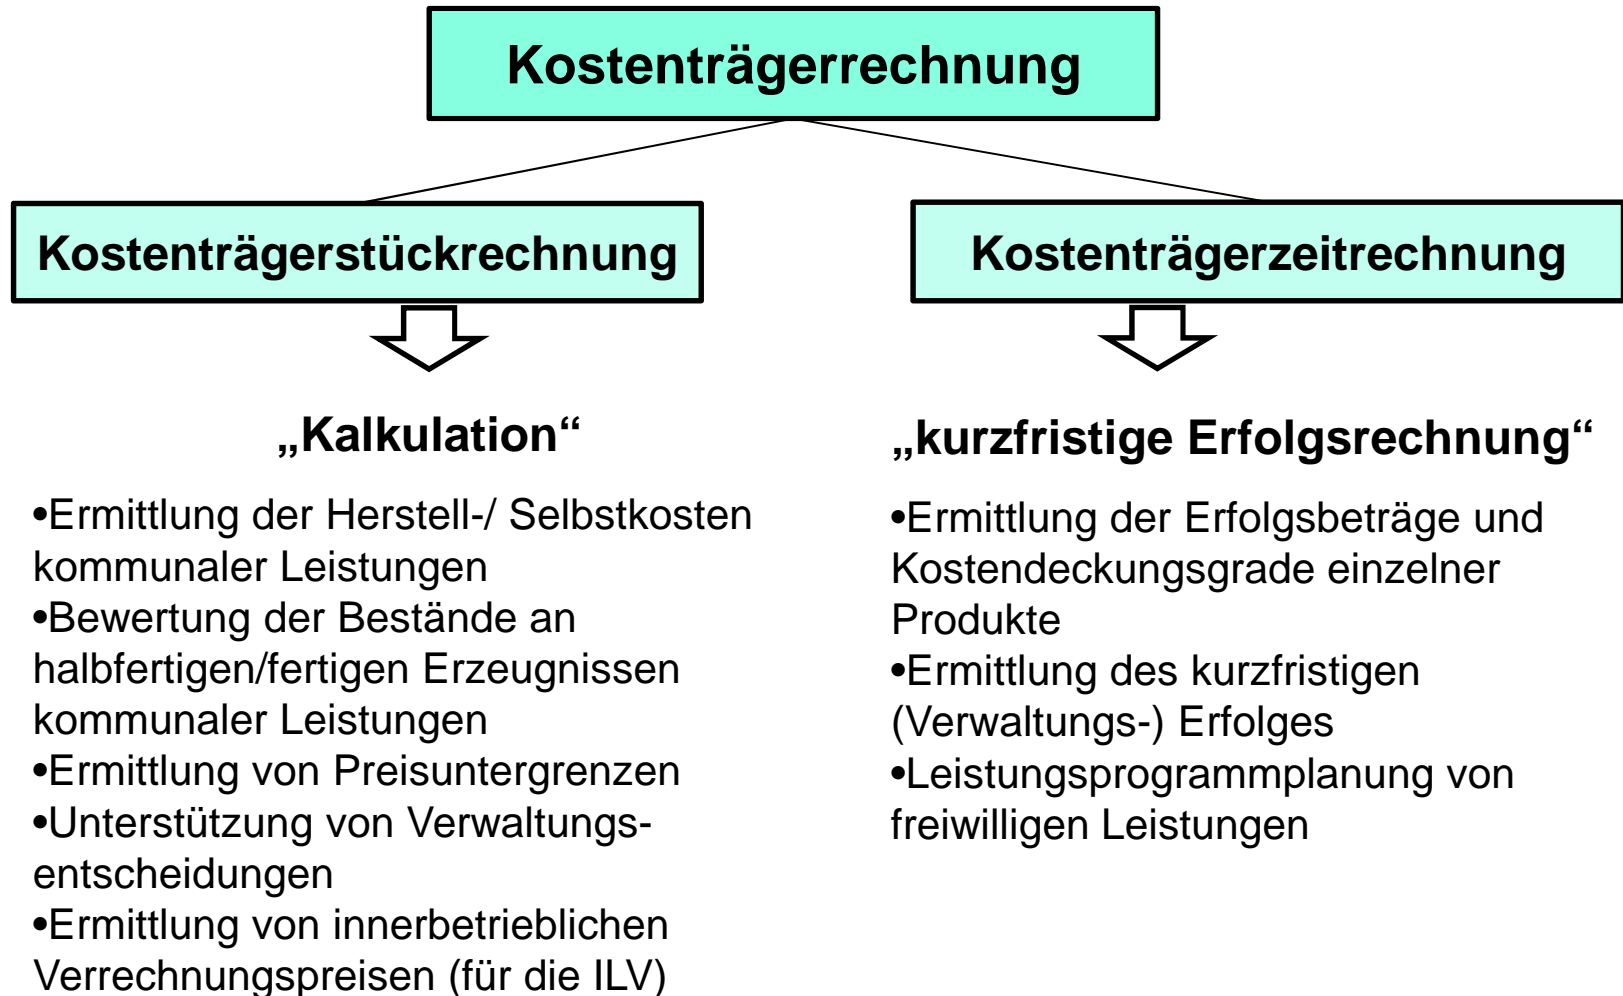 Kostenträgerrechnung
Kostenträgerstückrechnung
Kostenträgerzeitrechnung
„Kalkulation“
•Ermittlung der Herstell-/ Selbstkosten
kommunaler Leistungen
•Bewertung der Bestände an
halbfertigen/fertigen Erzeugnissen
kommunaler Leistungen
•Ermittlung von Preisuntergrenzen
•Unterstützung von Verwaltungs-
entscheidungen
•Ermittlung von innerbetrieblichen
Verrechnungspreisen (für die ILV)
„kurzfristige Erfolgsrechnung“
•Ermittlung der Erfolgsbeträge und
Kostendeckungsgrade einzelner
Produkte
•Ermittlung des kurzfristigen
(Verwaltungs-) Erfolges
•Leistungsprogrammplanung von
freiwilligen Leistungen